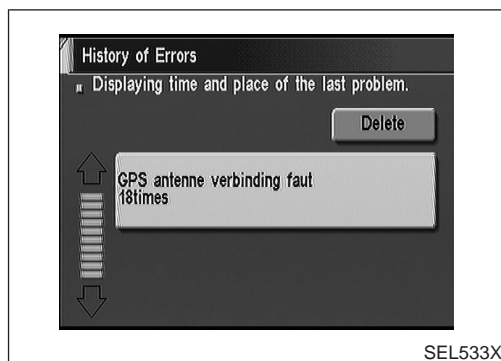 History of Errors
Displaying time and place of the last problem.
Delete
GPS antenne verbinding faut
18times
SEL533X